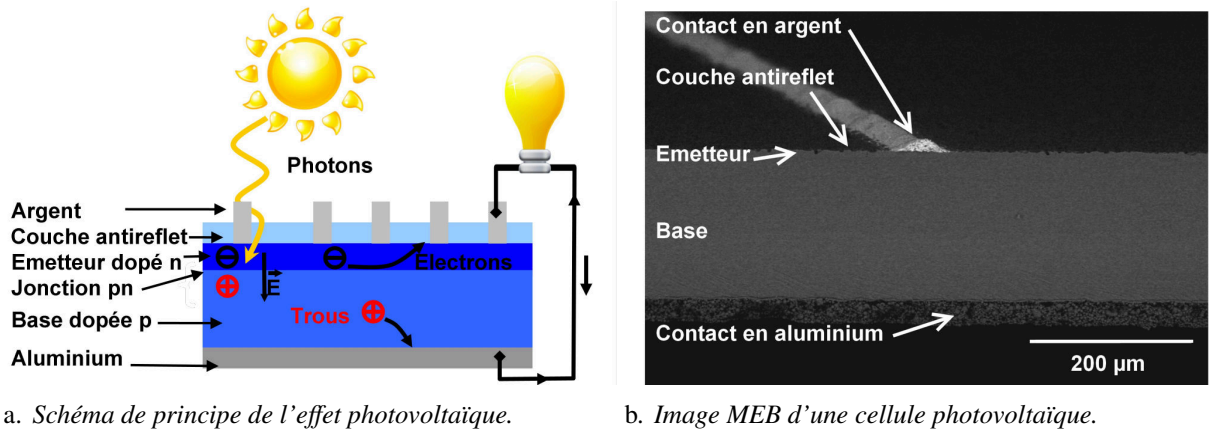 Photons
Argent
Couche antireflet
Emetteur dopé n
Jonction pn
Base dopée p
Aluminium
Electrons
E
Trous
Contact en argent
Couche antireflet
Emetteur
Base
Contact en aluminium
200 µm
a. Schéma de principe de l'effet photovoltaïque.
b. Image MEB d'une cellule photovoltaïque.